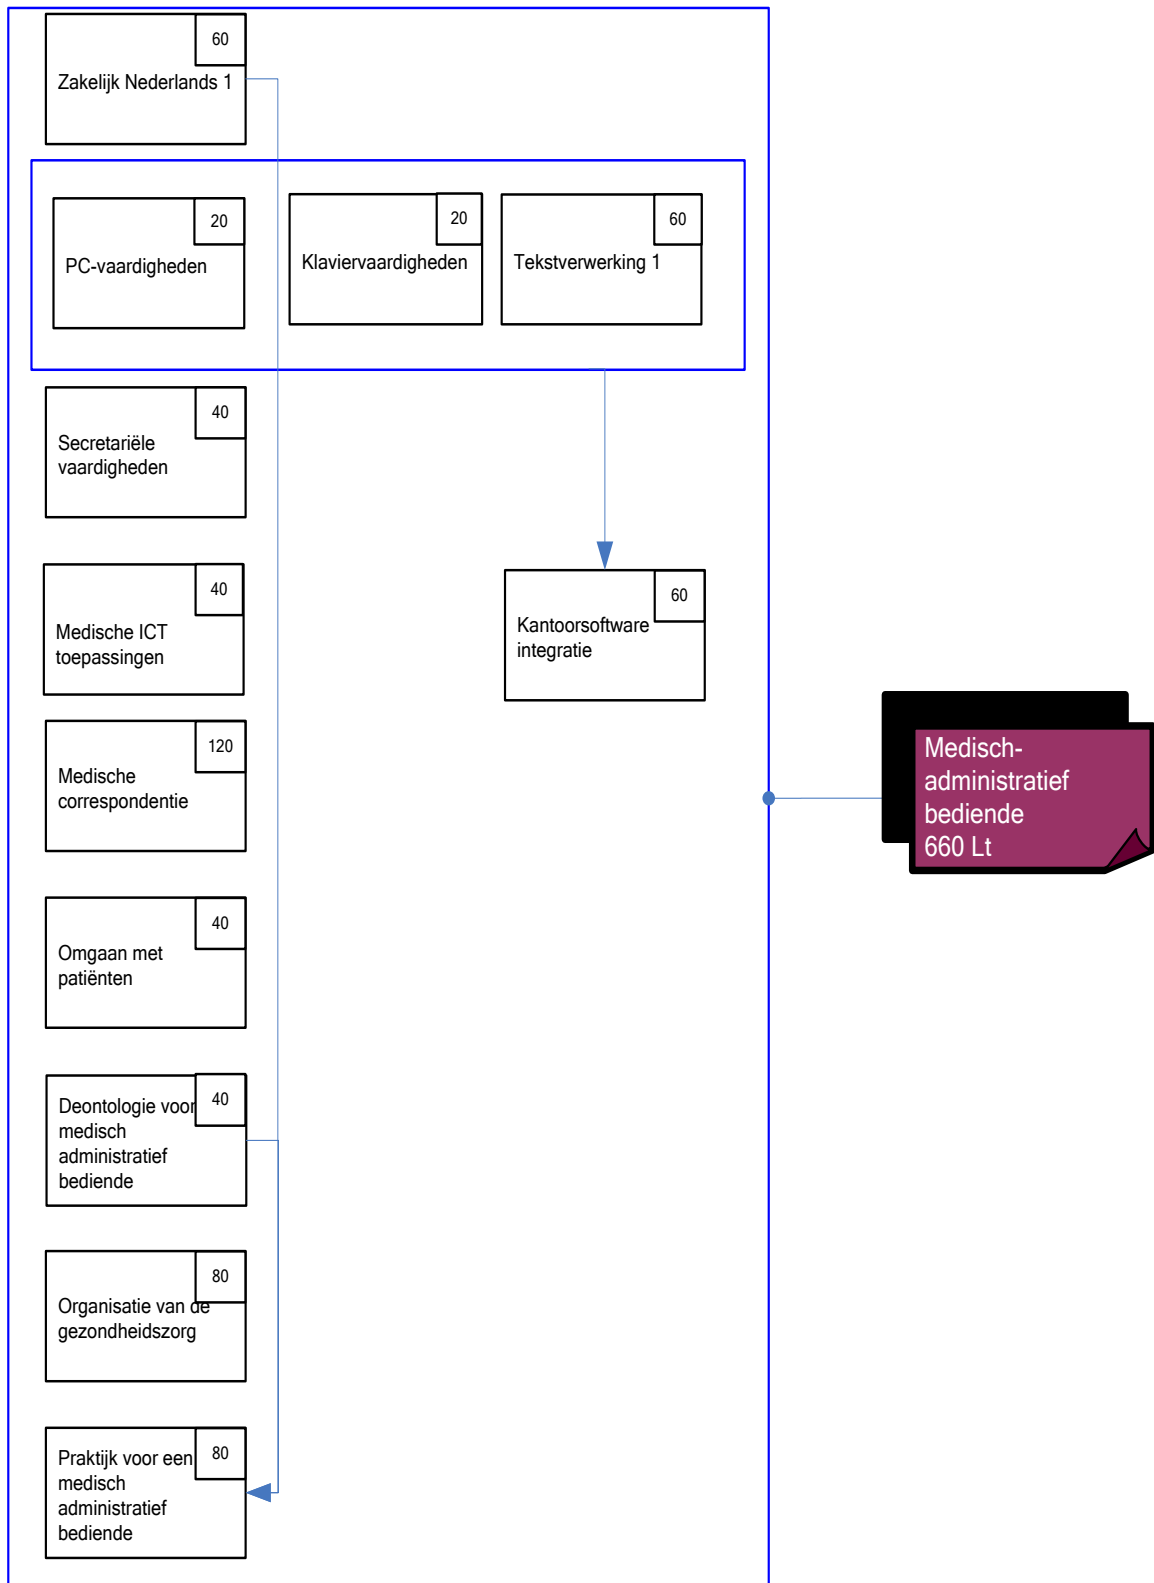 60
Zakelijk Nederlands 1
20
PC-vaardigheden
20
Klaviervaardigheden
60
Tekstverwerking 1
40
Secretariële
vaardigheden
40
Medische ICT
toepassingen
60
Kantoorsoftware
integratie
120
Medische
correspondentie
Medisch-
administratief
bediende
660 Lt
40
Omgaan met
patiënten
40
Deontologie voor
medisch
administratief
bediende
80
Organisatie van de
gezondheidszorg
80
Praktijk voor een
medisch
administratief
bediende